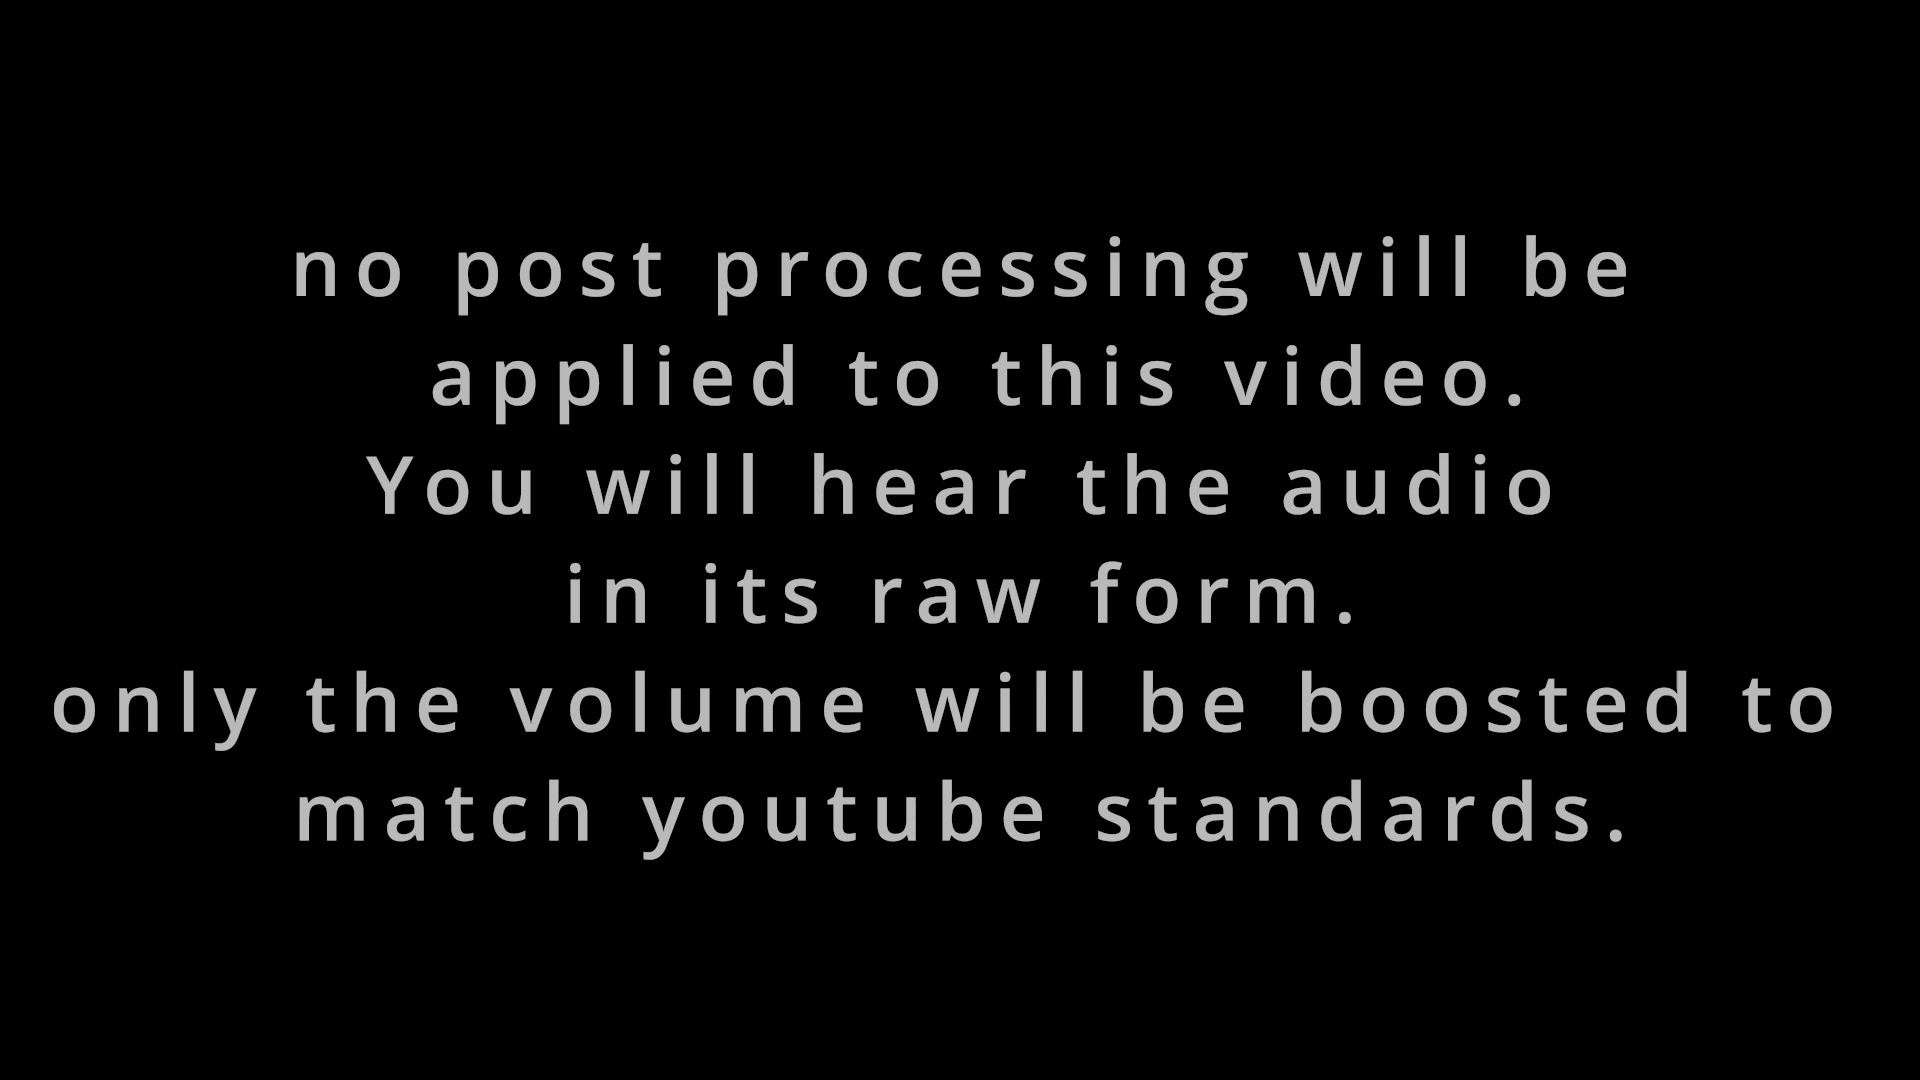 no post processing will be
applied to this video.
You will hear the audio
in its raw form.
only the volume will be boosted to
match youtube standards.